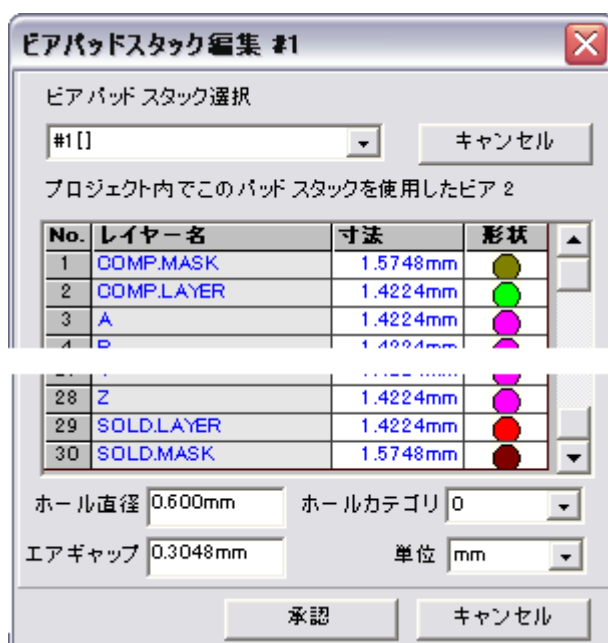 ビアパッドスタック編集 #1
ビアパッド スタック選択
#1 []
キャンセル
プロジェクト内でこのパッド スタックを使用したビア 2
No. レイヤー名 寸法 形状
1 COMP.MASK 1.5748mm
2 COMP.LAYER 1.4224mm
3 A 1.4224mm
4 B 1.4224mm
28 Z 1.4224mm
29 SOLD.LAYER 1.4224mm
30 SOLD.MASK 1.5748mm
ホール直径 0.600mm ホールカテゴリ 0
エアギャップ 0.3048mm 単位 mm
承認 キャンセル